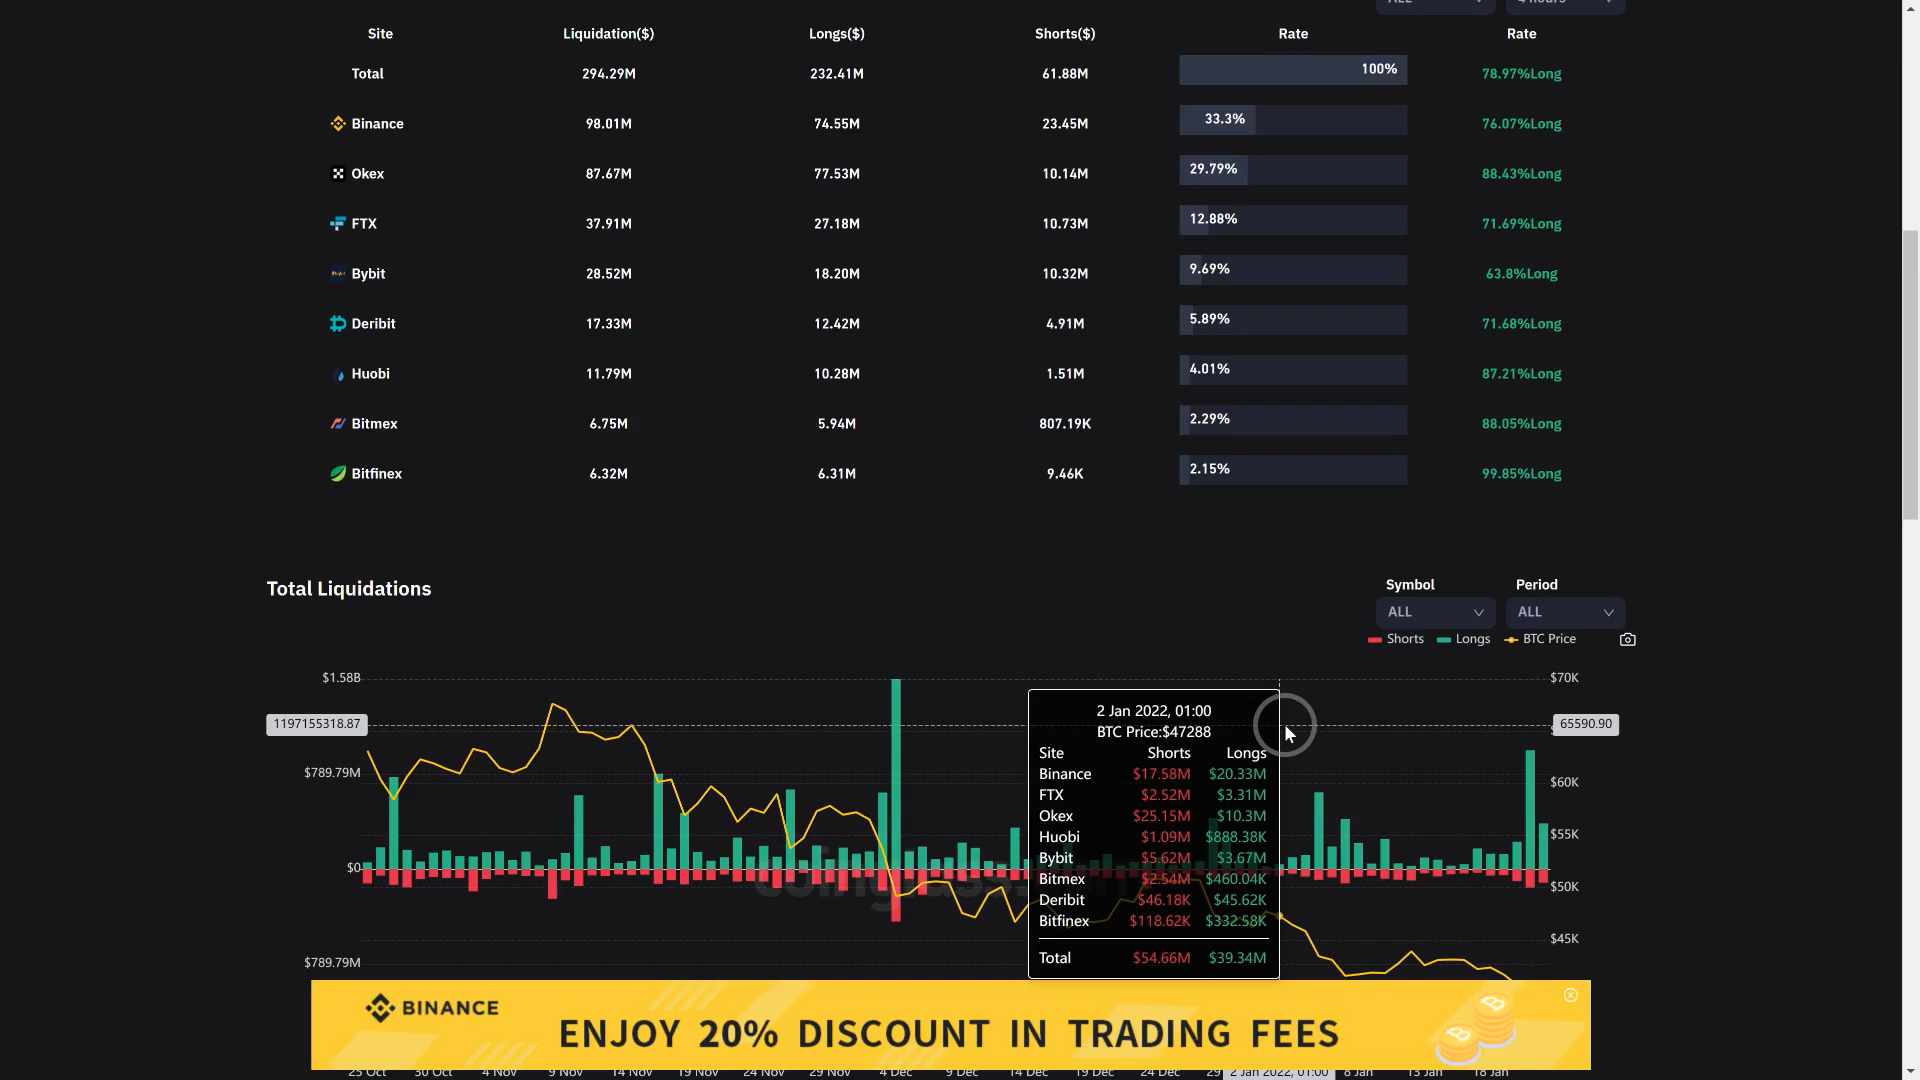 ALL 4 hours
Site Liquidation($) Longs($) Shorts($) Rate Rate
Total 294.29M 232.41M 61.88M 100% 78.97%Long
Binance 98.01M 74.55M 23.45M 33.3% 76.07%Long
Okex 87.67M 77.53M 10.14M 29.79% 88.43%Long
FTX 37.91M 27.18M 10.73M 12.88% 71.69%Long
Bybit 28.52M 18.20M 10.32M 9.69% 63.8%Long
Deribit 17.33M 12.42M 4.91M 5.89% 71.68%Long
Huobi 11.79M 10.28M 1.51M 4.01% 87.21%Long
Bitmex 6.75M 5.94M 807.19K 2.29% 88.05%Long
Bitfinex 6.32M 6.31M 9.46K 2.15% 99.85%Long
Total Liquidations
Symbol Period
ALL ALL
Shorts Longs BTC Price
$1.58B $70K
1197155318.87 65590.90
$789.79M $60K
$55K
$0 $50K
$45K
$789.79M
2 Jan 2022, 01:00
BTC Price:$47288
Site Shorts Longs
Binance $17.58M $20.33M
FTX $2.52M $3.31M
Okex $25.15M $10.3M
Huobi $1.09M $888.38K
Bybit $5.62M $3.67M
Bitmex $2.54M $460.04K
Deribit $46.18K $45.62K
Bitfinex $118.62K $332.58K
Total $54.66M $39.34M
BINANCE
ENJOY 20% DISCOUNT IN TRADING FEES
25 Oct 30 Oct 4 Nov 9 Nov 14 Nov 19 Nov 24 Nov 29 Nov 4 Dec 9 Dec 14 Dec 19 Dec 24 Dec 29 2 Jan 2022, 01:00 8 Jan 13 Jan 18 Jan